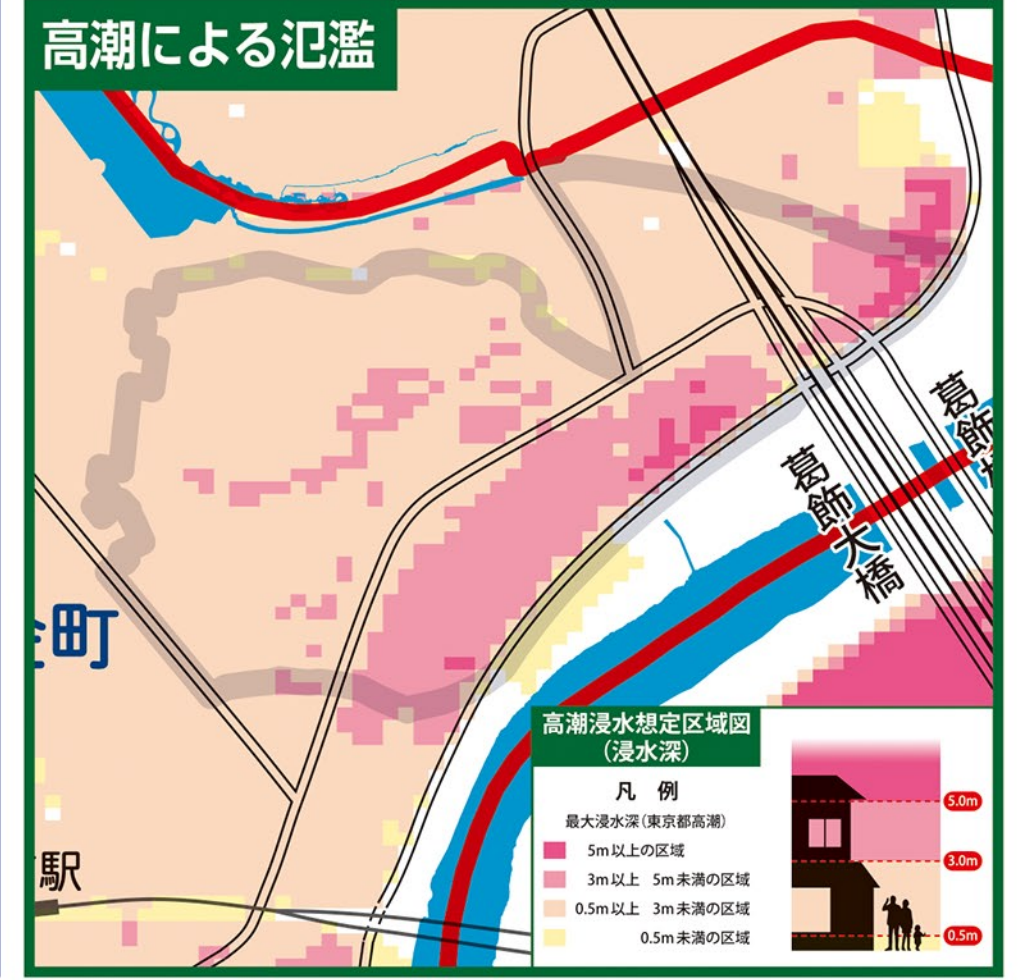 高潮による氾濫
葛飾
葛飾大橋
町
駅
高潮浸水想定区域図
(浸水深)
凡 例
最大浸水深(東京都高潮)
5m以上の区域
3m以上 5m未満の区域
0.5m以上 3m未満の区域
0.5m未満の区域
5.0m
3.0m
0.5m